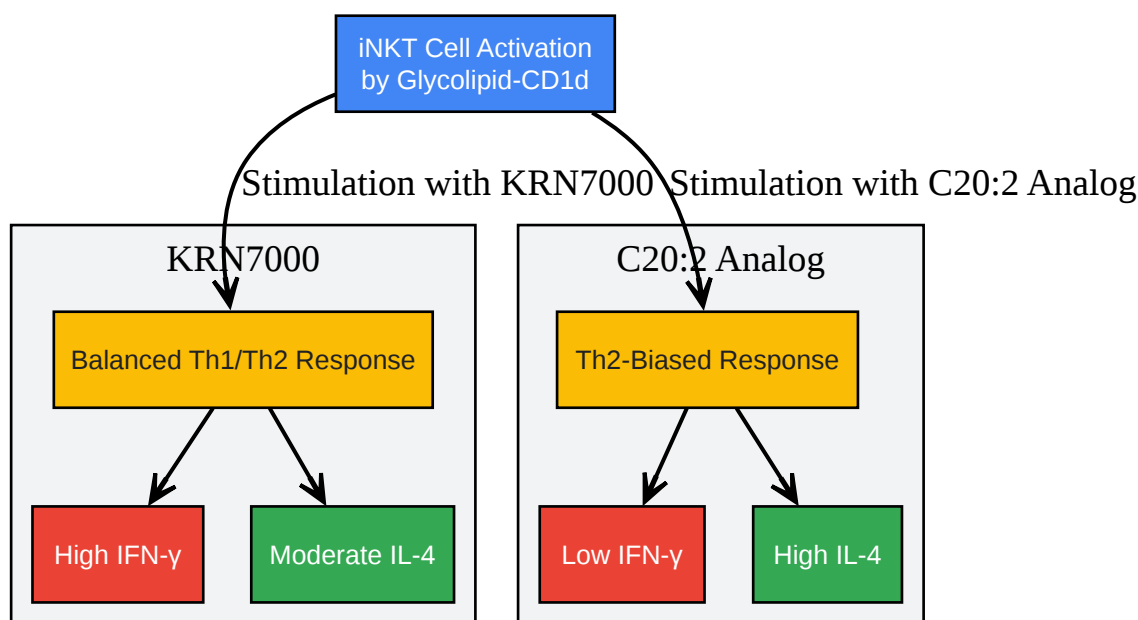 iNKT Cell Activation
by Glycolipid-CD1d
Stimulation with KRN7000
Stimulation with C20:2 Analog
KRN7000
C20:2 Analog
Balanced Th1/Th2 Response
Th2-Biased Response
High IFN-γ
Moderate IL-4
Low IFN-γ
High IL-4